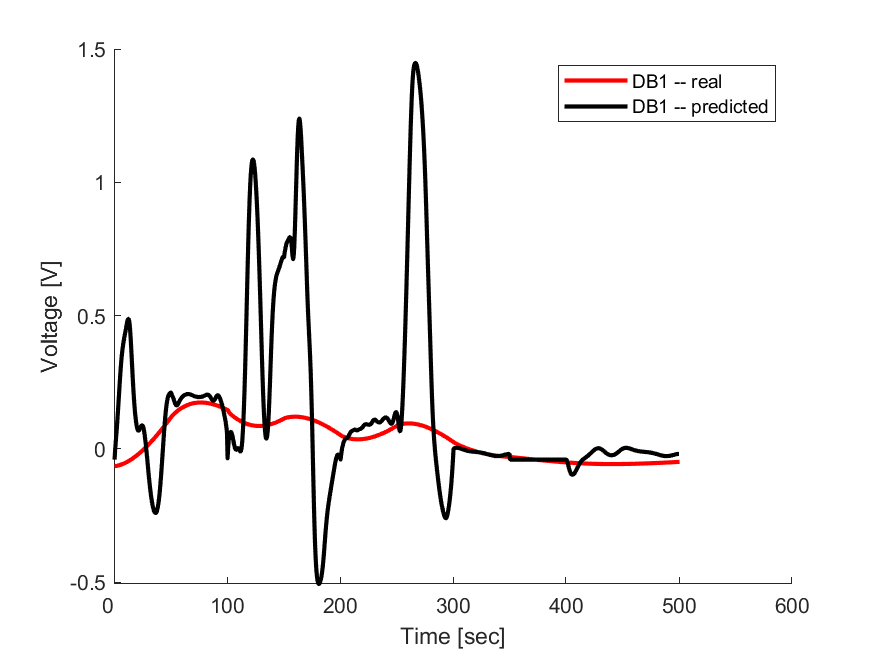 1.5
DB1 -- real
DB1 -- predicted
1
0.5
Voltage [V]
0
-0.5
0 100 200 300 400 500 600
Time [sec]